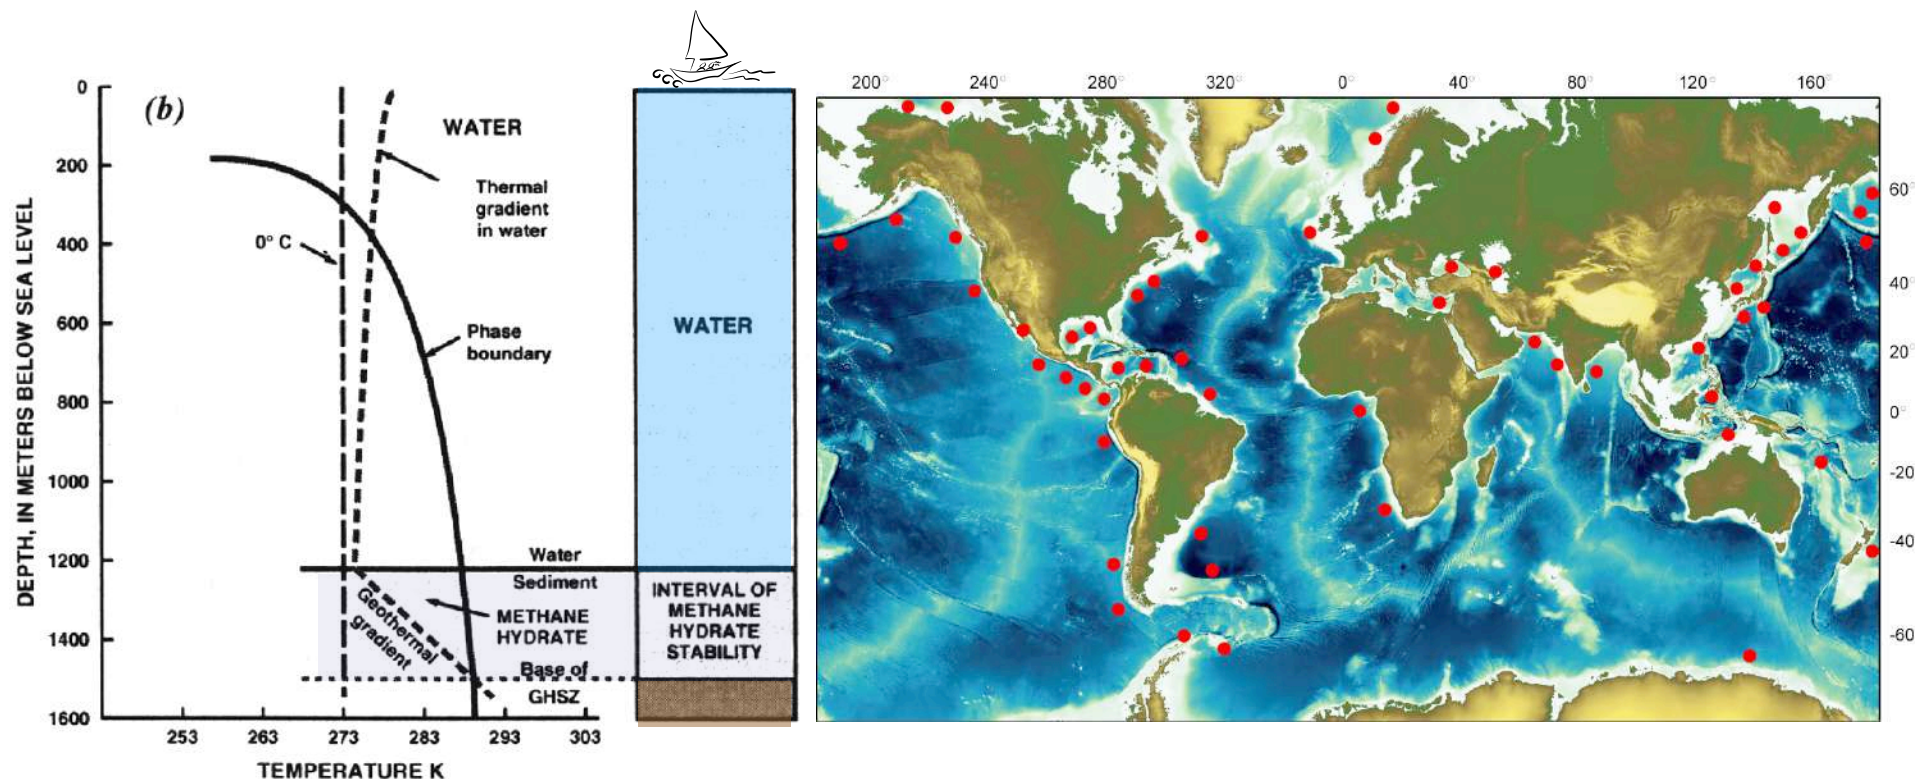 (b)
WATER
Thermal
gradient
in water
0° C
Phase
boundary
Water
Sediment
METHANE
HYDRATE
Geothermal
gradient
Base of
GHSZ
DEPTH, IN METERS BELOW SEA LEVEL
0
200
400
600
800
1000
1200
1400
1600
253
263
273
283
293
303
TEMPERATURE K
WATER
INTERVAL OF
METHANE
HYDRATE
STABILITY
200°
240°
280°
320°
0°
40°
80°
120°
160°
60°
40°
20°
0°
-20°
-40°
-60°